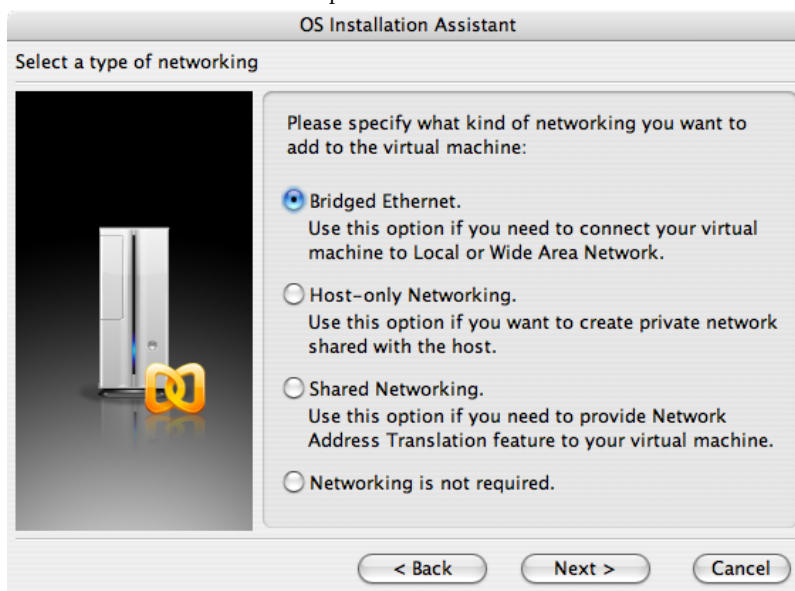 OS Installation Assistant
Select a type of networking
Please specify what kind of networking you want to
add to the virtual machine:
Bridged Ethernet.
Use this option if you need to connect your virtual
machine to Local or Wide Area Network.
Host-only Networking.
Use this option if you want to create private network
shared with the host.
Shared Networking.
Use this option if you need to provide Network
Address Translation feature to your virtual machine.
Networking is not required.
< Back
Next >
Cancel